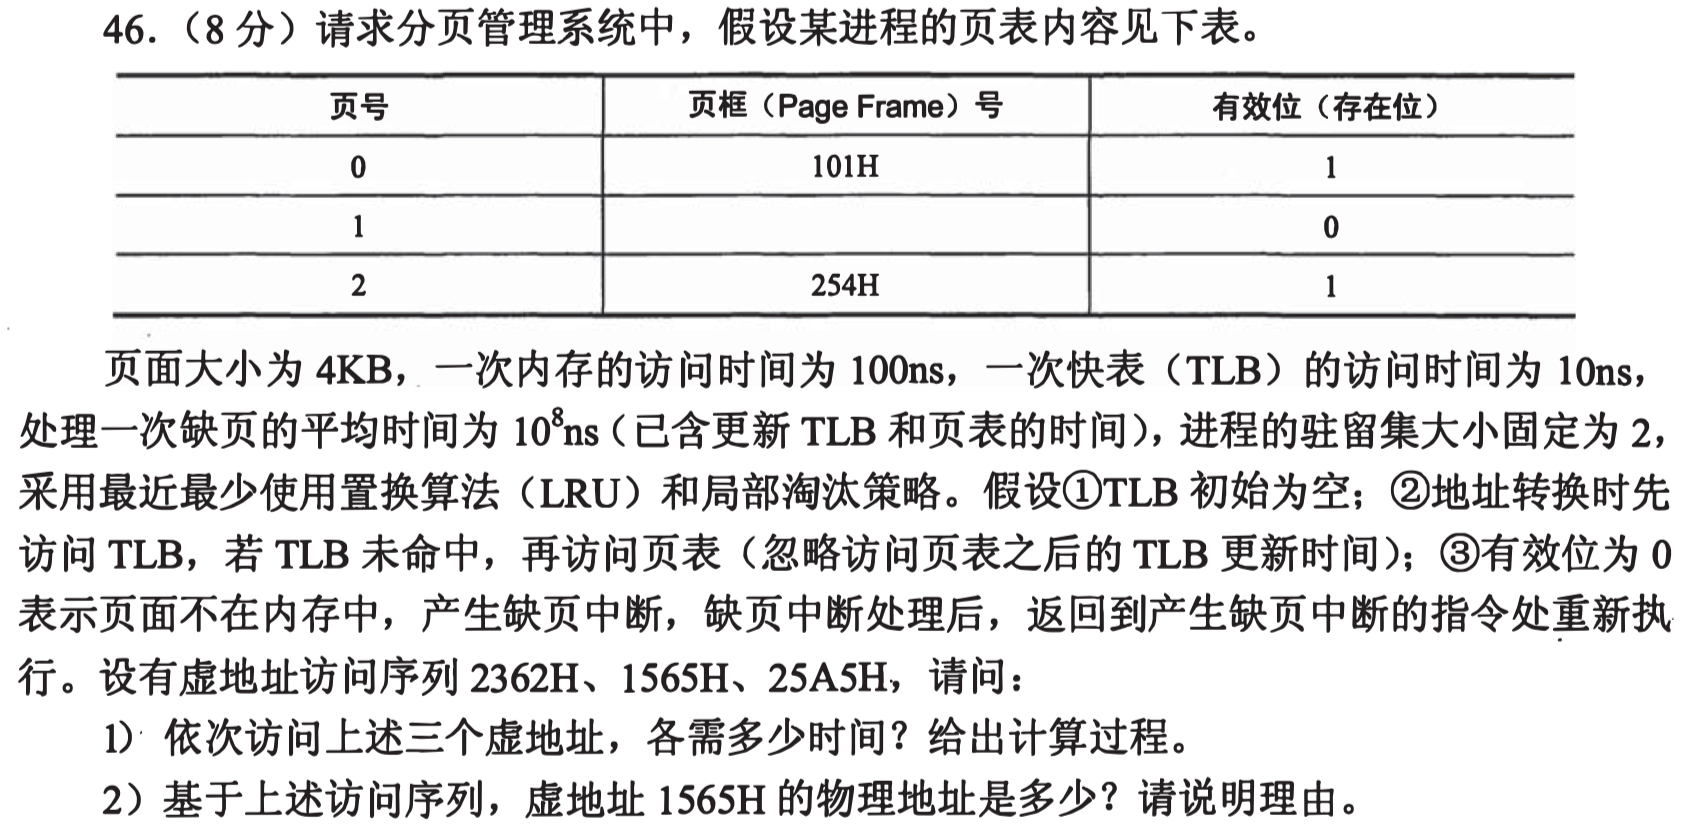 46.（8 分）请求分页管理系统中，假设某进程的页表内容见下表。
页号 页框（Page Frame）号 有效位（存在位）
0 101H 1
1 0
2 254H 1
页面大小为 4KB，一次内存的访问时间为 100ns，一次快表（TLB）的访问时间为 10ns，
处理一次缺页的平均时间为 10⁸ns（已含更新 TLB 和页表的时间），进程的驻留集大小固定为 2，
采用最近最少使用置换算法（LRU）和局部淘汰策略。假设①TLB 初始为空；②地址转换时先
访问 TLB，若 TLB 未命中，再访问页表（忽略访问页表之后的 TLB 更新时间）；③有效位为 0
表示页面不在内存中，产生缺页中断，缺页中断处理后，返回到产生缺页中断的指令处重新执
行。设有虚地址访问序列 2362H、1565H、25A5H，请问：
1） 依次访问上述三个虚地址，各需多少时间？给出计算过程。
2）基于上述访问序列，虚地址 1565H 的物理地址是多少？请说明理由。